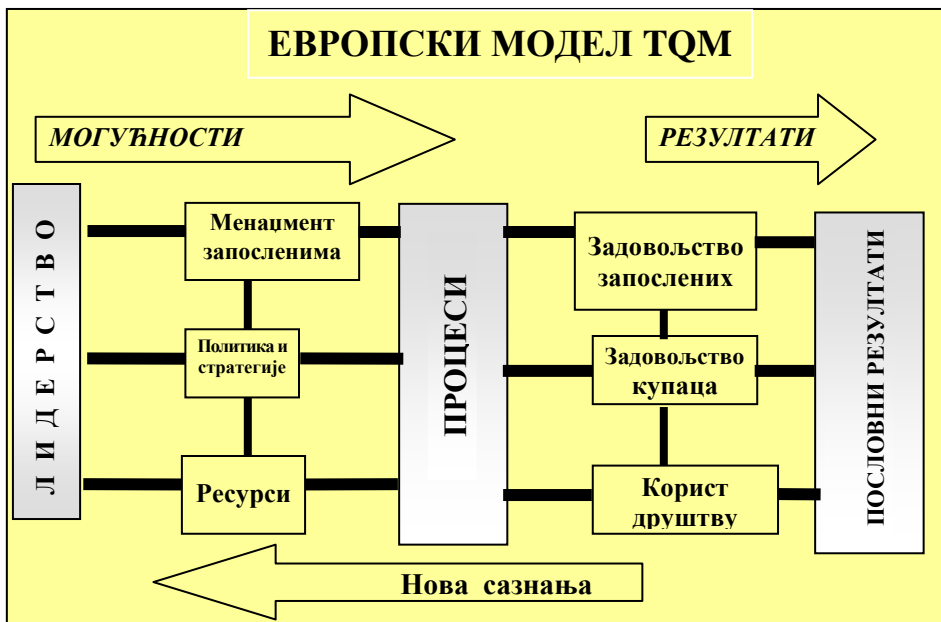 ЕВРОПСКИ МОДЕЛ TQM
МОГУЋНОСТИ
РЕЗУЛТАТИ
ЛИДЕРСТВО
Менаџмент
запосленима
Политика и
стратегије
Ресурси
ПРОЦЕСИ
Задовољство
запослених
Задовољство
купаца
Корист
друштву
ПОСЛОВНИ РЕЗУЛТАТИ
Нова сазнања